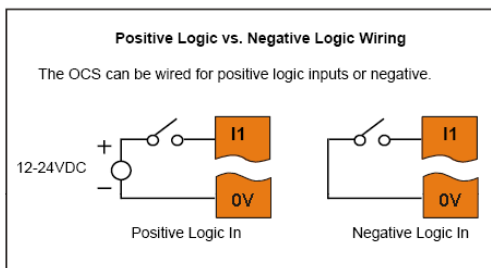 Positive Logic vs. Negative Logic Wiring
The OCS can be wired for positive logic inputs or negative.
I1
I1
+
12-24VDC
−
0V
0V
Positive Logic In
Negative Logic In